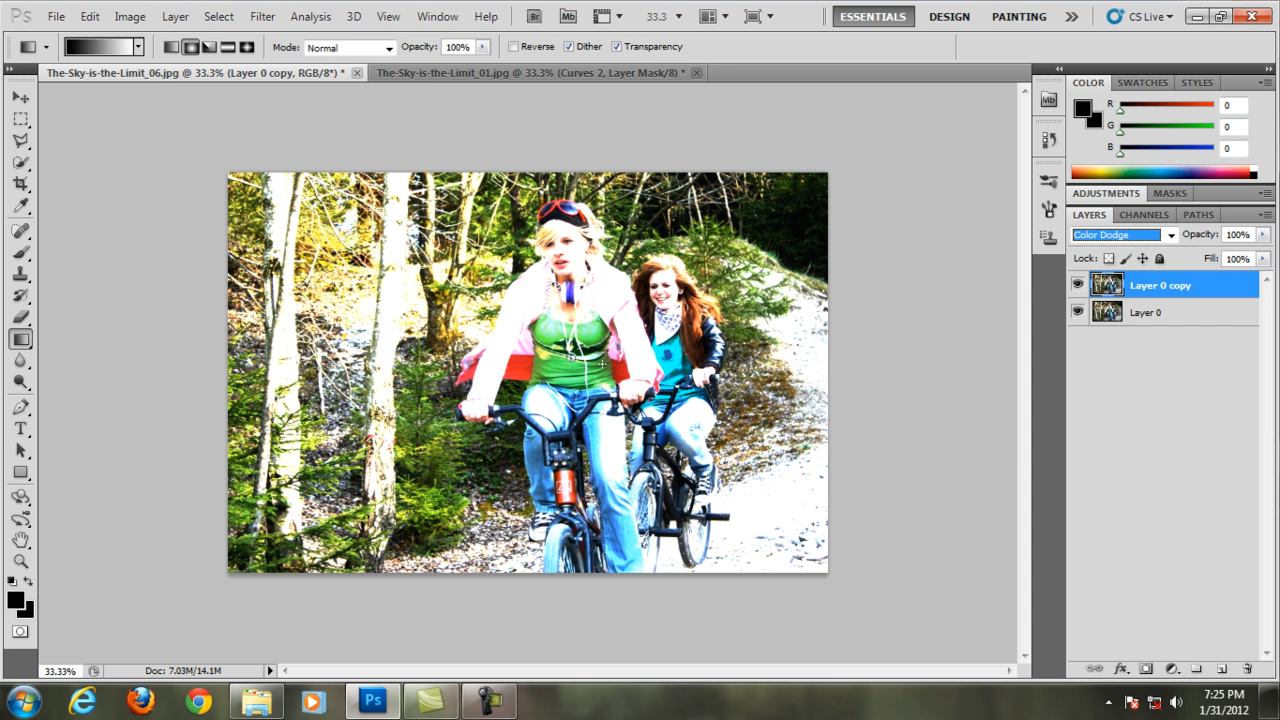 Ps File Edit Image Layer Select Filter Analysis 3D View Window Help Br Mb 33.3 ESSENTIALS DESIGN PAINTING CS Live
Mode: Normal Opacity: 100% Reverse Dither Transparency
The-Sky-is-the-Limit_06.jpg @ 33.3% (Layer 0 copy, RGB/8*) * The-Sky-is-the-Limit_01.jpg @ 33.3% (Curves 2, Layer Mask/8) *
COLOR SWATCHES STYLES
Mb
R 0
G 0
B 0
ADJUSTMENTS MASKS
LAYERS CHANNELS PATHS
Color Dodge Opacity: 100%
Lock: Fill: 100%
Layer 0 copy
Layer 0
T
33.33% Doc: 7.03M/14.1M
Ps
7:25 PM
1/31/2012